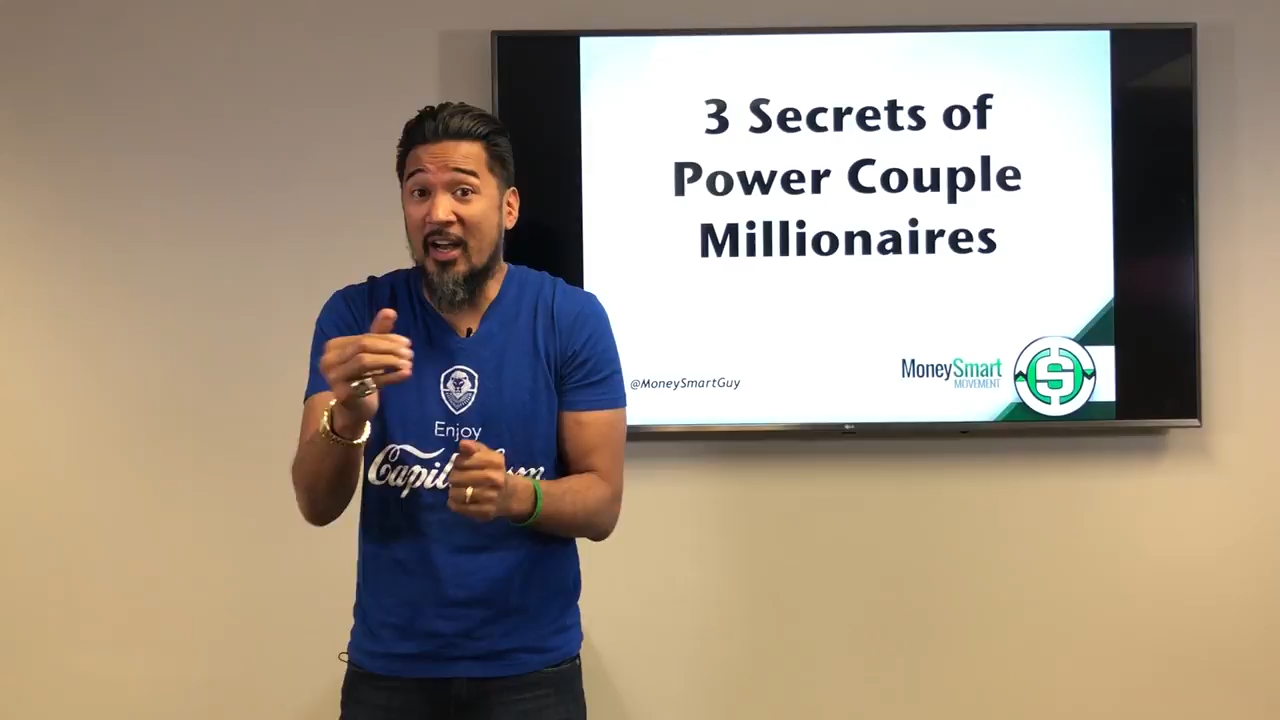 3 Secrets of
Power Couple
Millionaires
@MoneySmartGuy
MoneySmart
MOVEMENT
Enjoy